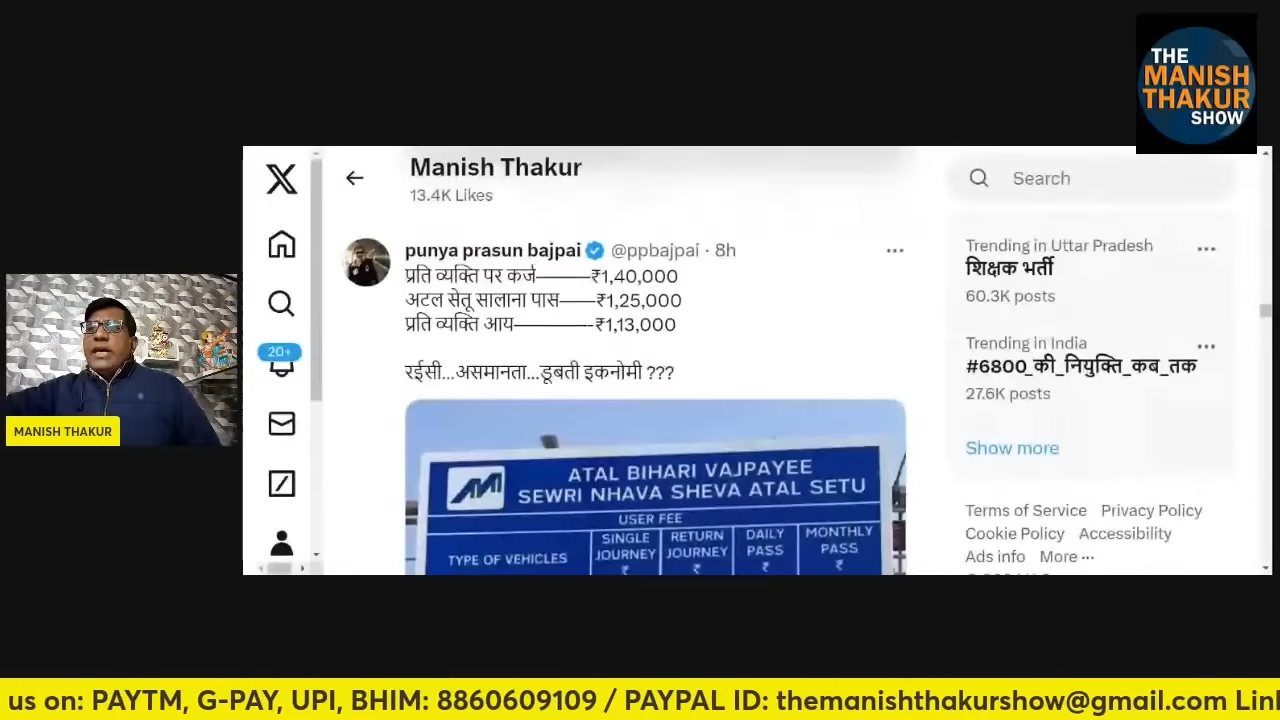 THE
MANISH
THAKUR
SHOW
Manish Thakur
13.4K Likes
Search
punya prasun bajpai @ppbajpai · 8h
प्रति व्यक्ति पर कर्ज———₹1,40,000
अटल सेतू सालाना पास——₹1,25,000
प्रति व्यक्ति आय————-₹1,13,000
रईसी...असमानता...डूबती इकनोमी ???
ATAL BIHARI VAJPAYEE
SEWRI NHAVA SHEVA ATAL SETU
USER FEE
TYPE OF VEHICLES
SINGLE
JOURNEY
₹
RETURN
JOURNEY
₹
DAILY
PASS
₹
MONTHLY
PASS
₹
Trending in Uttar Pradesh
शिक्षक भर्ती
60.3K posts
Trending in India
#6800_की_नियुक्ति_कब_तक
27.6K posts
Show more
Terms of Service Privacy Policy
Cookie Policy Accessibility
Ads info More ···
20+
MANISH THAKUR
us on: PAYTM, G-PAY, UPI, BHIM: 8860609109 / PAYPAL ID: themanishthakurshow@gmail.com Lin